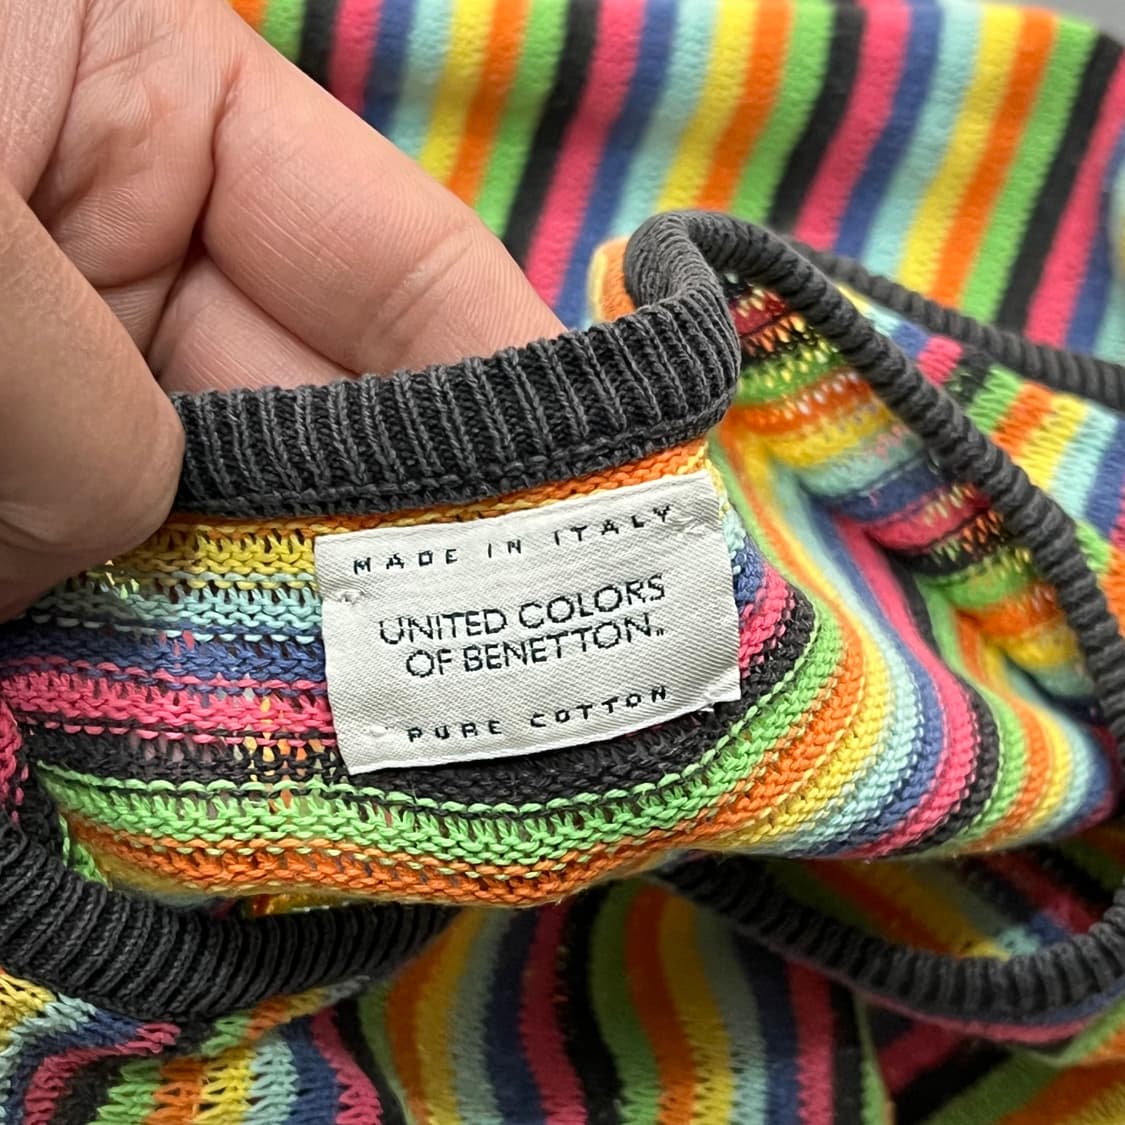 MADE IN ITALY
UNITED COLORS
OF BENETTON.
PURE COTTON